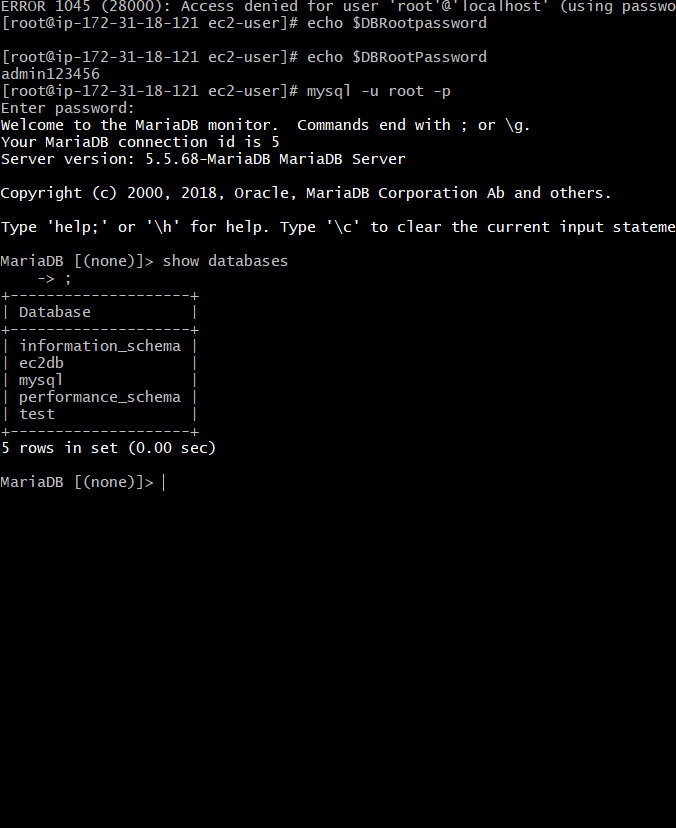 ERROR 1045 (28000): Access denied for user 'root'@'localhost' (using passwo
[root@ip-172-31-18-121 ec2-user]# echo $DBRootpassword
[root@ip-172-31-18-121 ec2-user]# echo $DBRootPassword
admin123456
[root@ip-172-31-18-121 ec2-user]# mysql -u root -p
Enter password:
Welcome to the MariaDB monitor.  Commands end with ; or \g.
Your MariaDB connection id is 5
Server version: 5.5.68-MariaDB MariaDB Server
Copyright (c) 2000, 2018, Oracle, MariaDB Corporation Ab and others.
Type 'help;' or '\h' for help. Type '\c' to clear the current input stateme
MariaDB [(none)]> show databases
    -> ;
+--------------------+
| Database           |
+--------------------+
| information_schema |
| ec2db              |
| mysql              |
| performance_schema |
| test               |
+--------------------+
5 rows in set (0.00 sec)
MariaDB [(none)]>